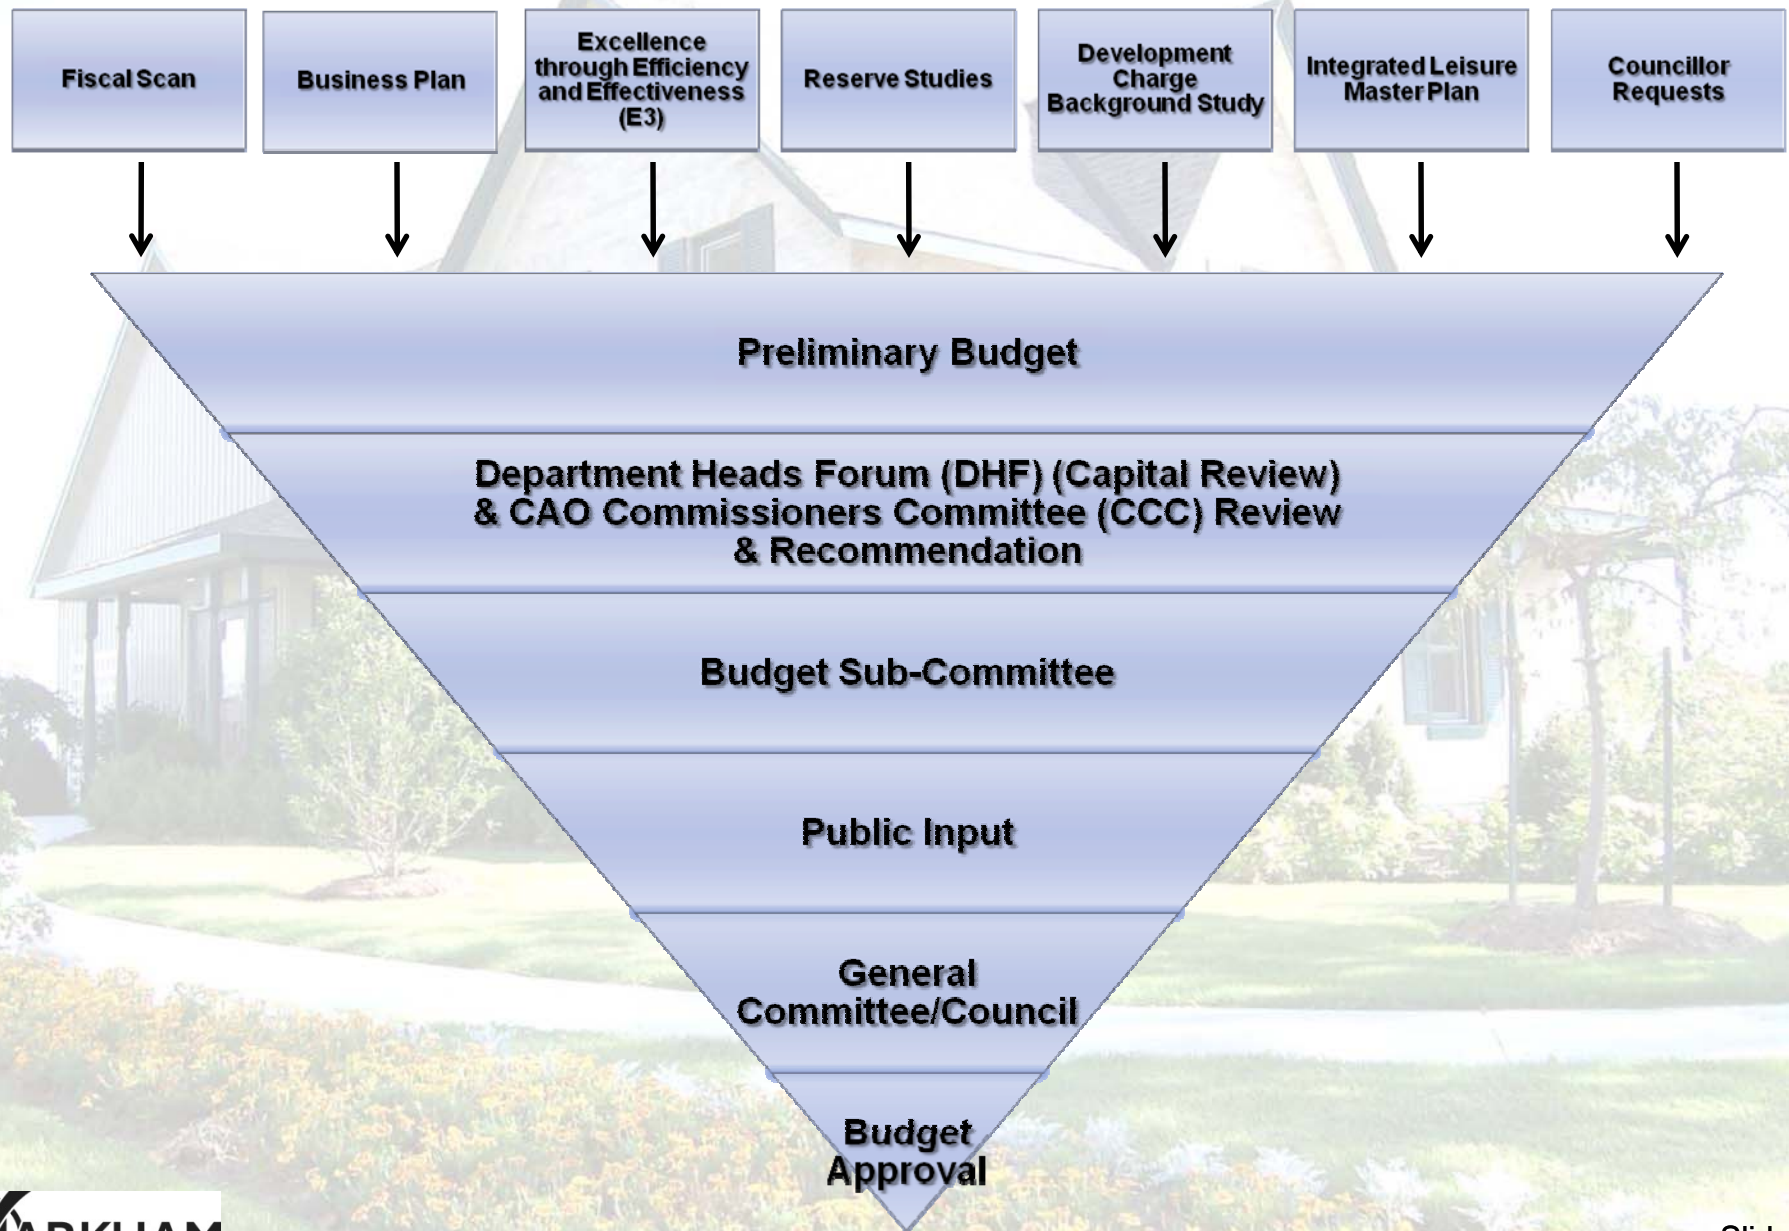 Fiscal Scan
Business Plan
Excellence
through Efficiency
and Effectiveness
(E3)
Reserve Studies
Development
Charge
Background Study
Integrated Leisure
Master Plan
Councillor
Requests
Preliminary Budget
Department Heads Forum (DHF) (Capital Review)
& CAO Commissioners Committee (CCC) Review
& Recommendation
Budget Sub-Committee
Public Input
General
Committee/Council
Budget
Approval